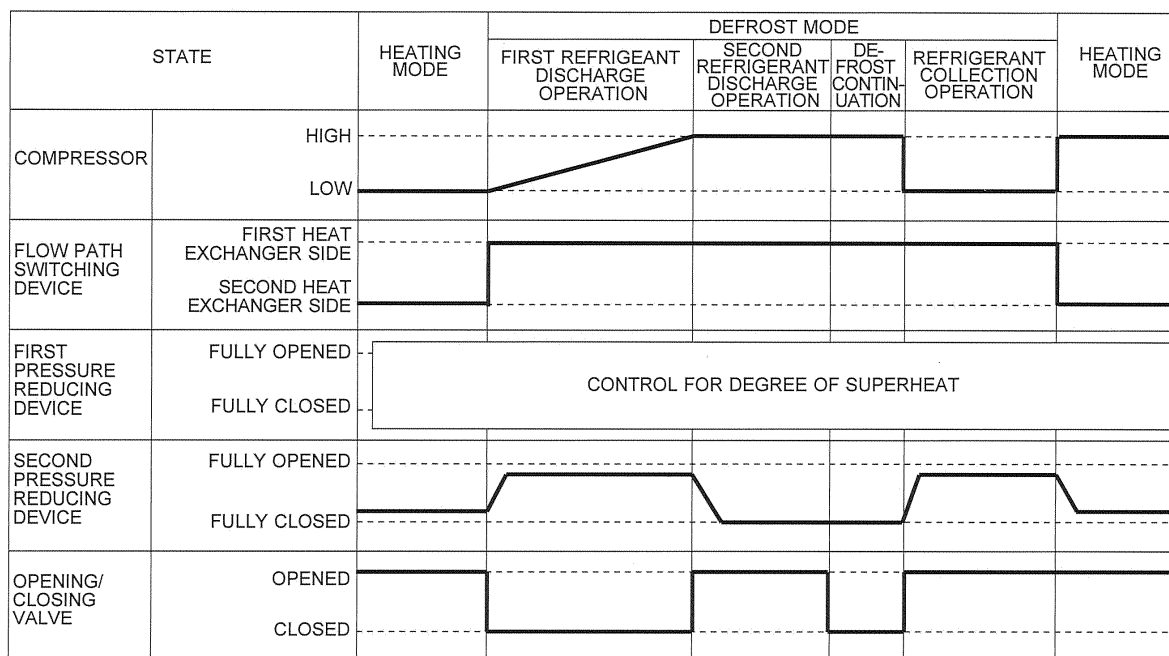 STATE
HEATING
MODE
DEFROST MODE
FIRST REFRIGEANT
DISCHARGE
OPERATION
SECOND
REFRIGERANT
DISCHARGE
OPERATION
DE-
FROST
CONTIN-
UATION
REFRIGERANT
COLLECTION
OPERATION
HEATING
MODE
COMPRESSOR
HIGH
LOW
FLOW PATH
SWITCHING
DEVICE
FIRST HEAT
EXCHANGER SIDE
SECOND HEAT
EXCHANGER SIDE
FIRST
PRESSURE
REDUCING
DEVICE
FULLY OPENED
FULLY CLOSED
CONTROL FOR DEGREE OF SUPERHEAT
SECOND
PRESSURE
REDUCING
DEVICE
FULLY OPENED
FULLY CLOSED
OPENING/
CLOSING
VALVE
OPENED
CLOSED